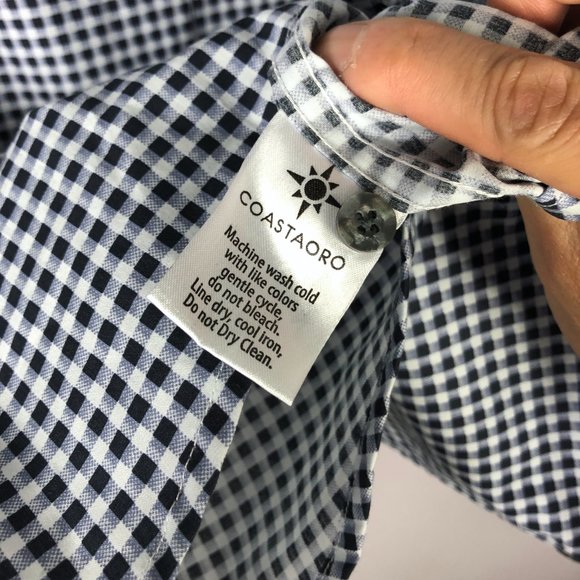 COASTAORO
Machine wash cold
with like colors
gentle cycle,
do not bleach.
Line dry, cool iron,
Do not Dry Clean.